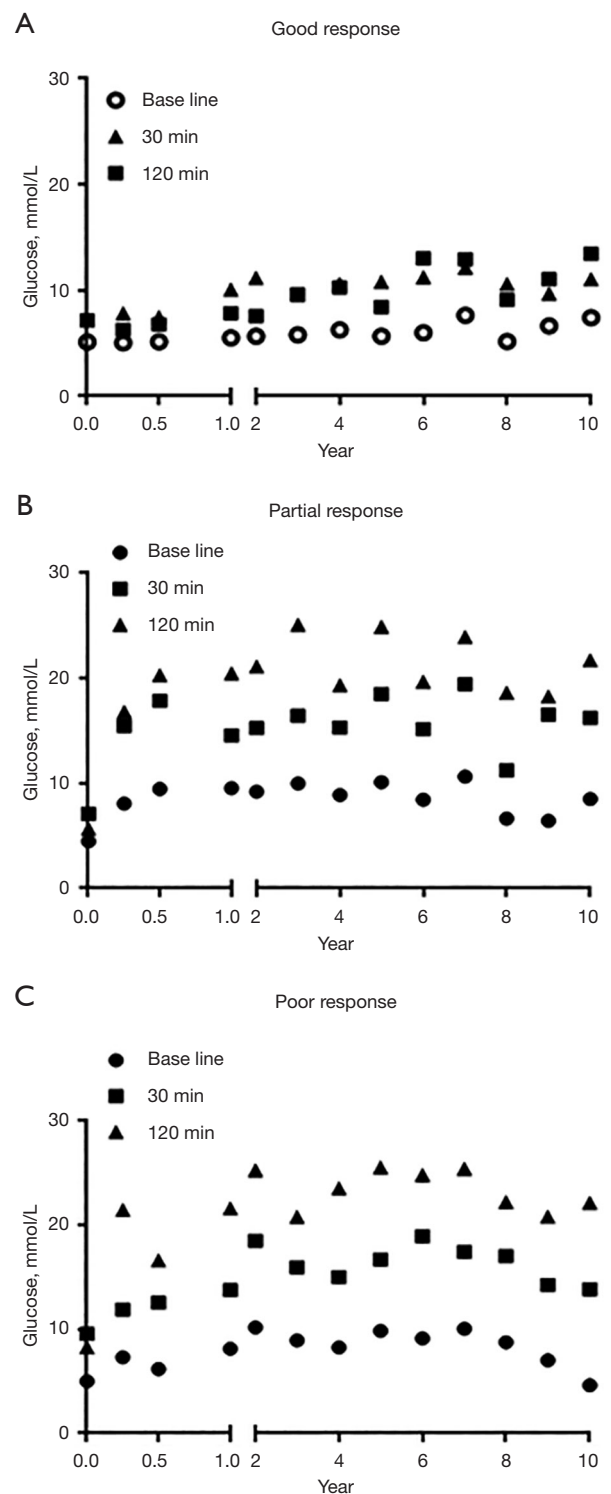 A
Good response
30
Base line
30 min
120 min
20
Glucose, mmol/L
10
0
0.0 0.5 1.0 2 4 6 8 10
Year
B
Partial response
Base line
30
30 min
120 min
20
Glucose, mmol/L
10
0
0.0 0.5 1.0 2 4 6 8 10
Year
C
Poor response
Base line
30 min
30
120 min
20
Glucose, mmol/L
10
0
0.0 0.5 1.0 2 4 6 8 10
Year